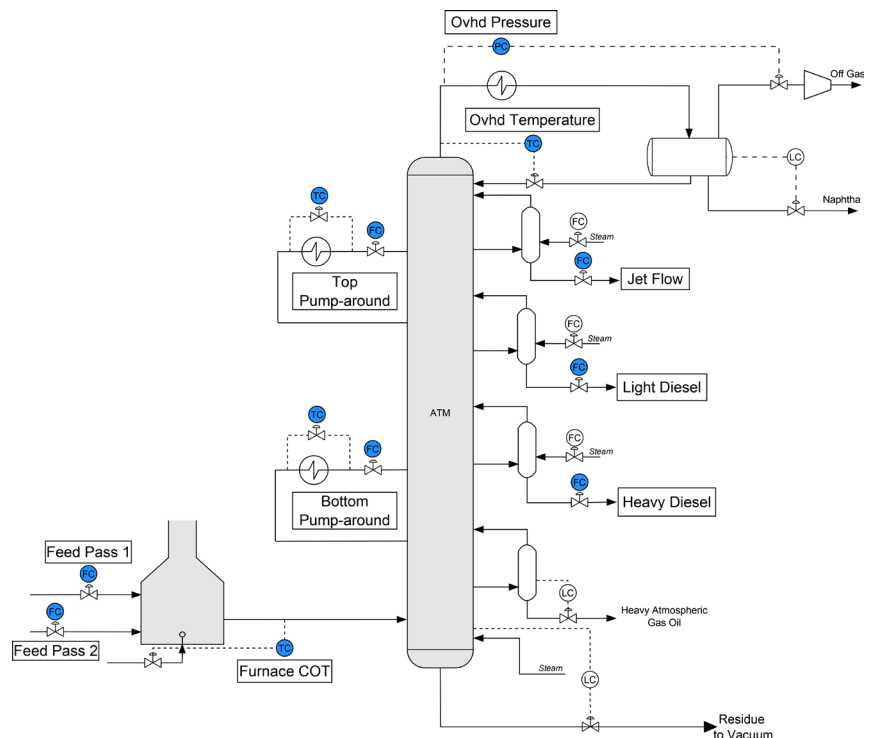 Ovhd Pressure
PC
Off Gas
Ovhd Temperature
TC
LC
Naphtha
TC
FC
FC
Steam
FC
Jet Flow
Top
Pump-around
FC
Steam
FC
Light Diesel
ATM
TC
FC
FC
Steam
FC
Heavy Diesel
Bottom
Pump-around
Feed Pass 1
FC
FC
Feed Pass 2
TC
Furnace COT
LC
Heavy Atmospheric
Gas Oil
Steam
LC
Residue
to Vacuum